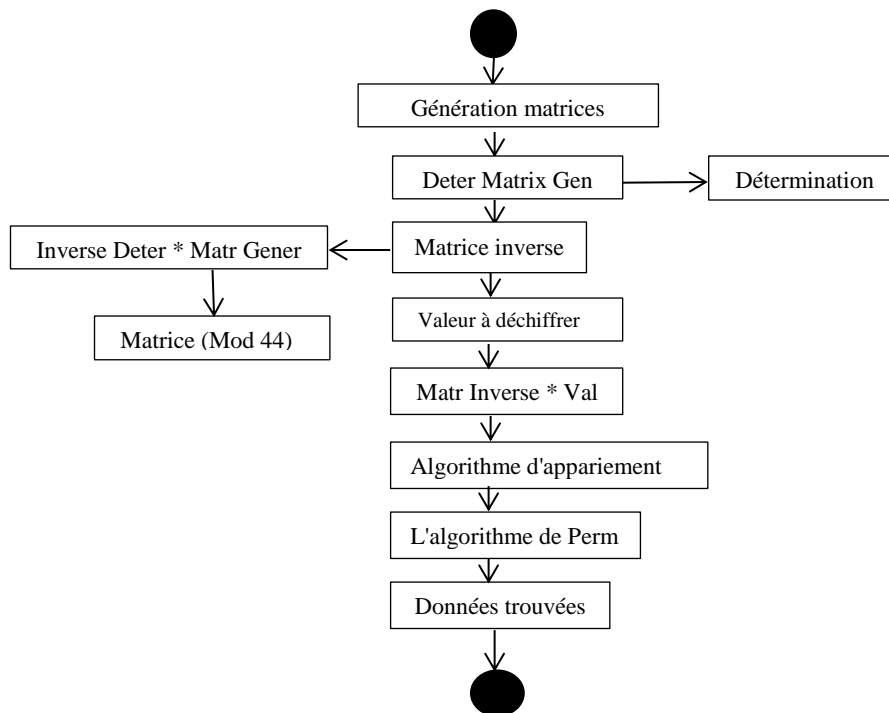 Génération matrices
Deter Matrix Gen
Détermination
Inverse Deter * Matr Gener
Matrice inverse
Matrice (Mod 44)
Valeur à déchiffrer
Matr Inverse * Val
Algorithme d'appariement
L'algorithme de Perm
Données trouvées